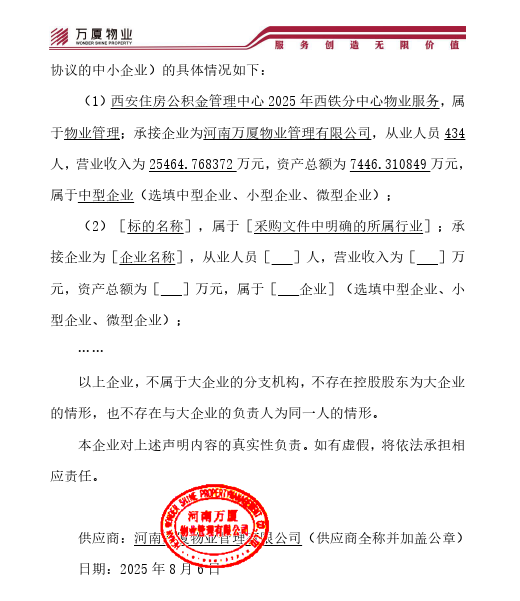 万厦物业
WONDER SHINE PROPERTY
服务创造无限价值
协议的中小企业）的具体情况如下：
（1）西安住房公积金管理中心 2025 年西铁分中心物业服务，属
于物业管理；承接企业为河南万厦物业管理有限公司，从业人员 434
人，营业收入为 25464.768372 万元，资产总额为 7446.310849 万元，
属于中型企业（选填中型企业、小型企业、微型企业）；
（2）［标的名称］，属于［采购文件中明确的所属行业］；承
接企业为［企业名称］，从业人员［___］人，营业收入为［___］万
元，资产总额为［___］万元，属于［___企业］（选填中型企业、小
型企业、微型企业）；
……
以上企业，不属于大企业的分支机构，不存在控股股东为大企业
的情形，也不存在与大企业的负责人为同一人的情形。
本企业对上述声明内容的真实性负责。如有虚假，将依法承担相
应责任。
河南万厦
物业管理有限公司
供应商：河南万厦物业管理有限公司（供应商全称并加盖公章）
日期：2025 年 8 月 6 日